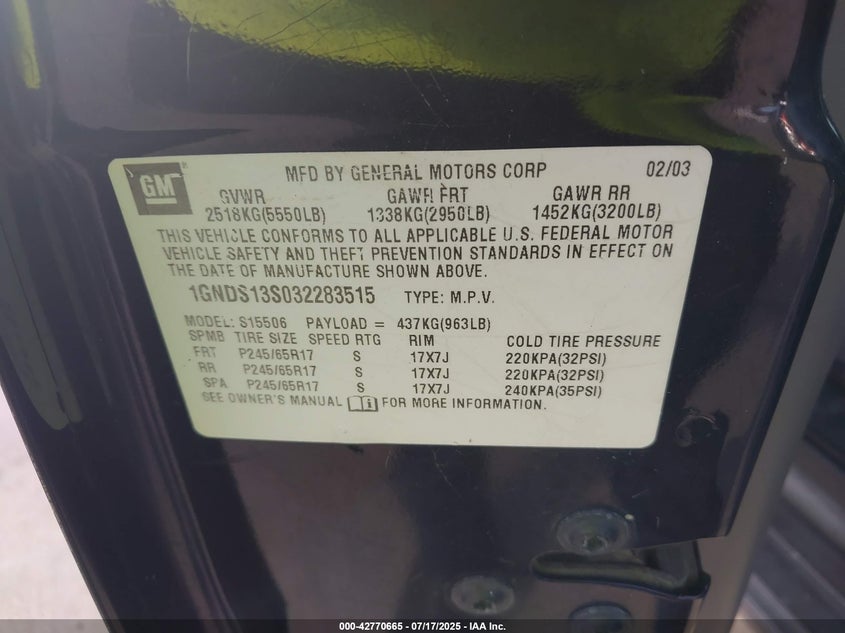 GM ®
MFD BY GENERAL MOTORS CORP 02/03
GVWR GAWR FRT GAWR RR
2518KG(5550LB) 1338KG(2950LB) 1452KG(3200LB)
THIS VEHICLE CONFORMS TO ALL APPLICABLE U.S. FEDERAL MOTOR
VEHICLE SAFETY AND THEFT PREVENTION STANDARDS IN EFFECT ON
THE DATE OF MANUFACTURE SHOWN ABOVE.
1GNDS13S032283515 TYPE: M.P.V.
MODEL: S15506 PAYLOAD = 437KG(963LB)
SPMB TIRE SIZE SPEED RTG RIM COLD TIRE PRESSURE
FRT P245/65R17 S 17X7J 220KPA(32PSI)
RR P245/65R17 S 17X7J 220KPA(32PSI)
SPA P245/65R17 S 17X7J 240KPA(35PSI)
SEE OWNER'S MANUAL FOR MORE INFORMATION.
000-42770665 - 07/17/2025 - IAA Inc.